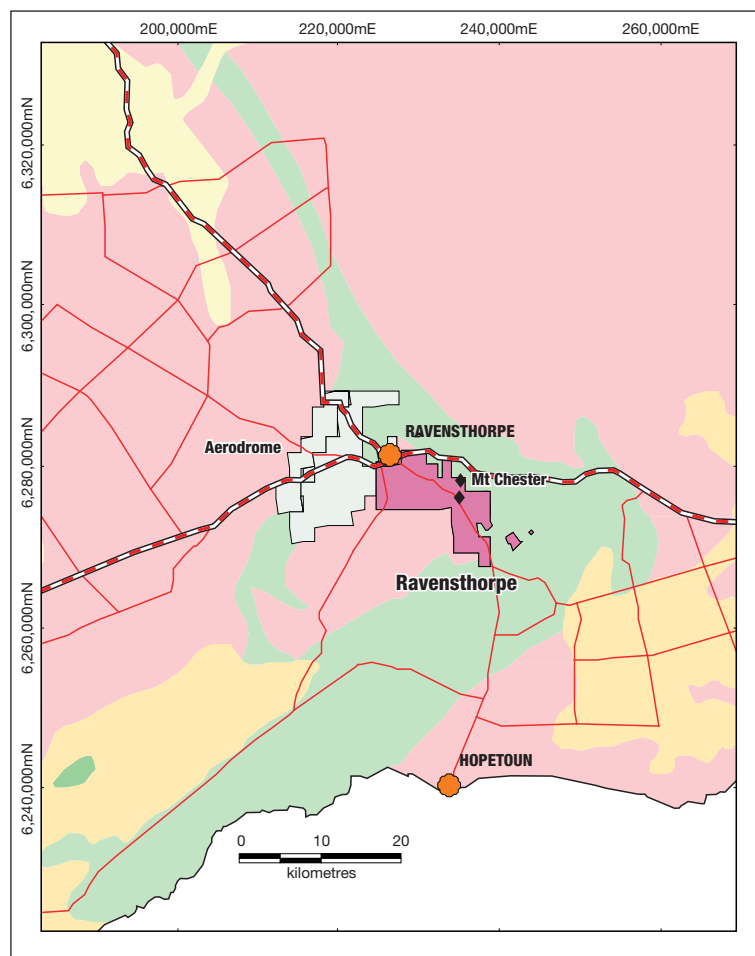 200,000mE
220,000mE
240,000mE
260,000mE
6,320,000mN
6,300,000mN
6,280,000mN
6,260,000mN
6,240,000mN
RAVENSTHORPE
Aerodrome
Mt Chester
Ravensthorpe
HOPETOUN
0 10 20
kilometres